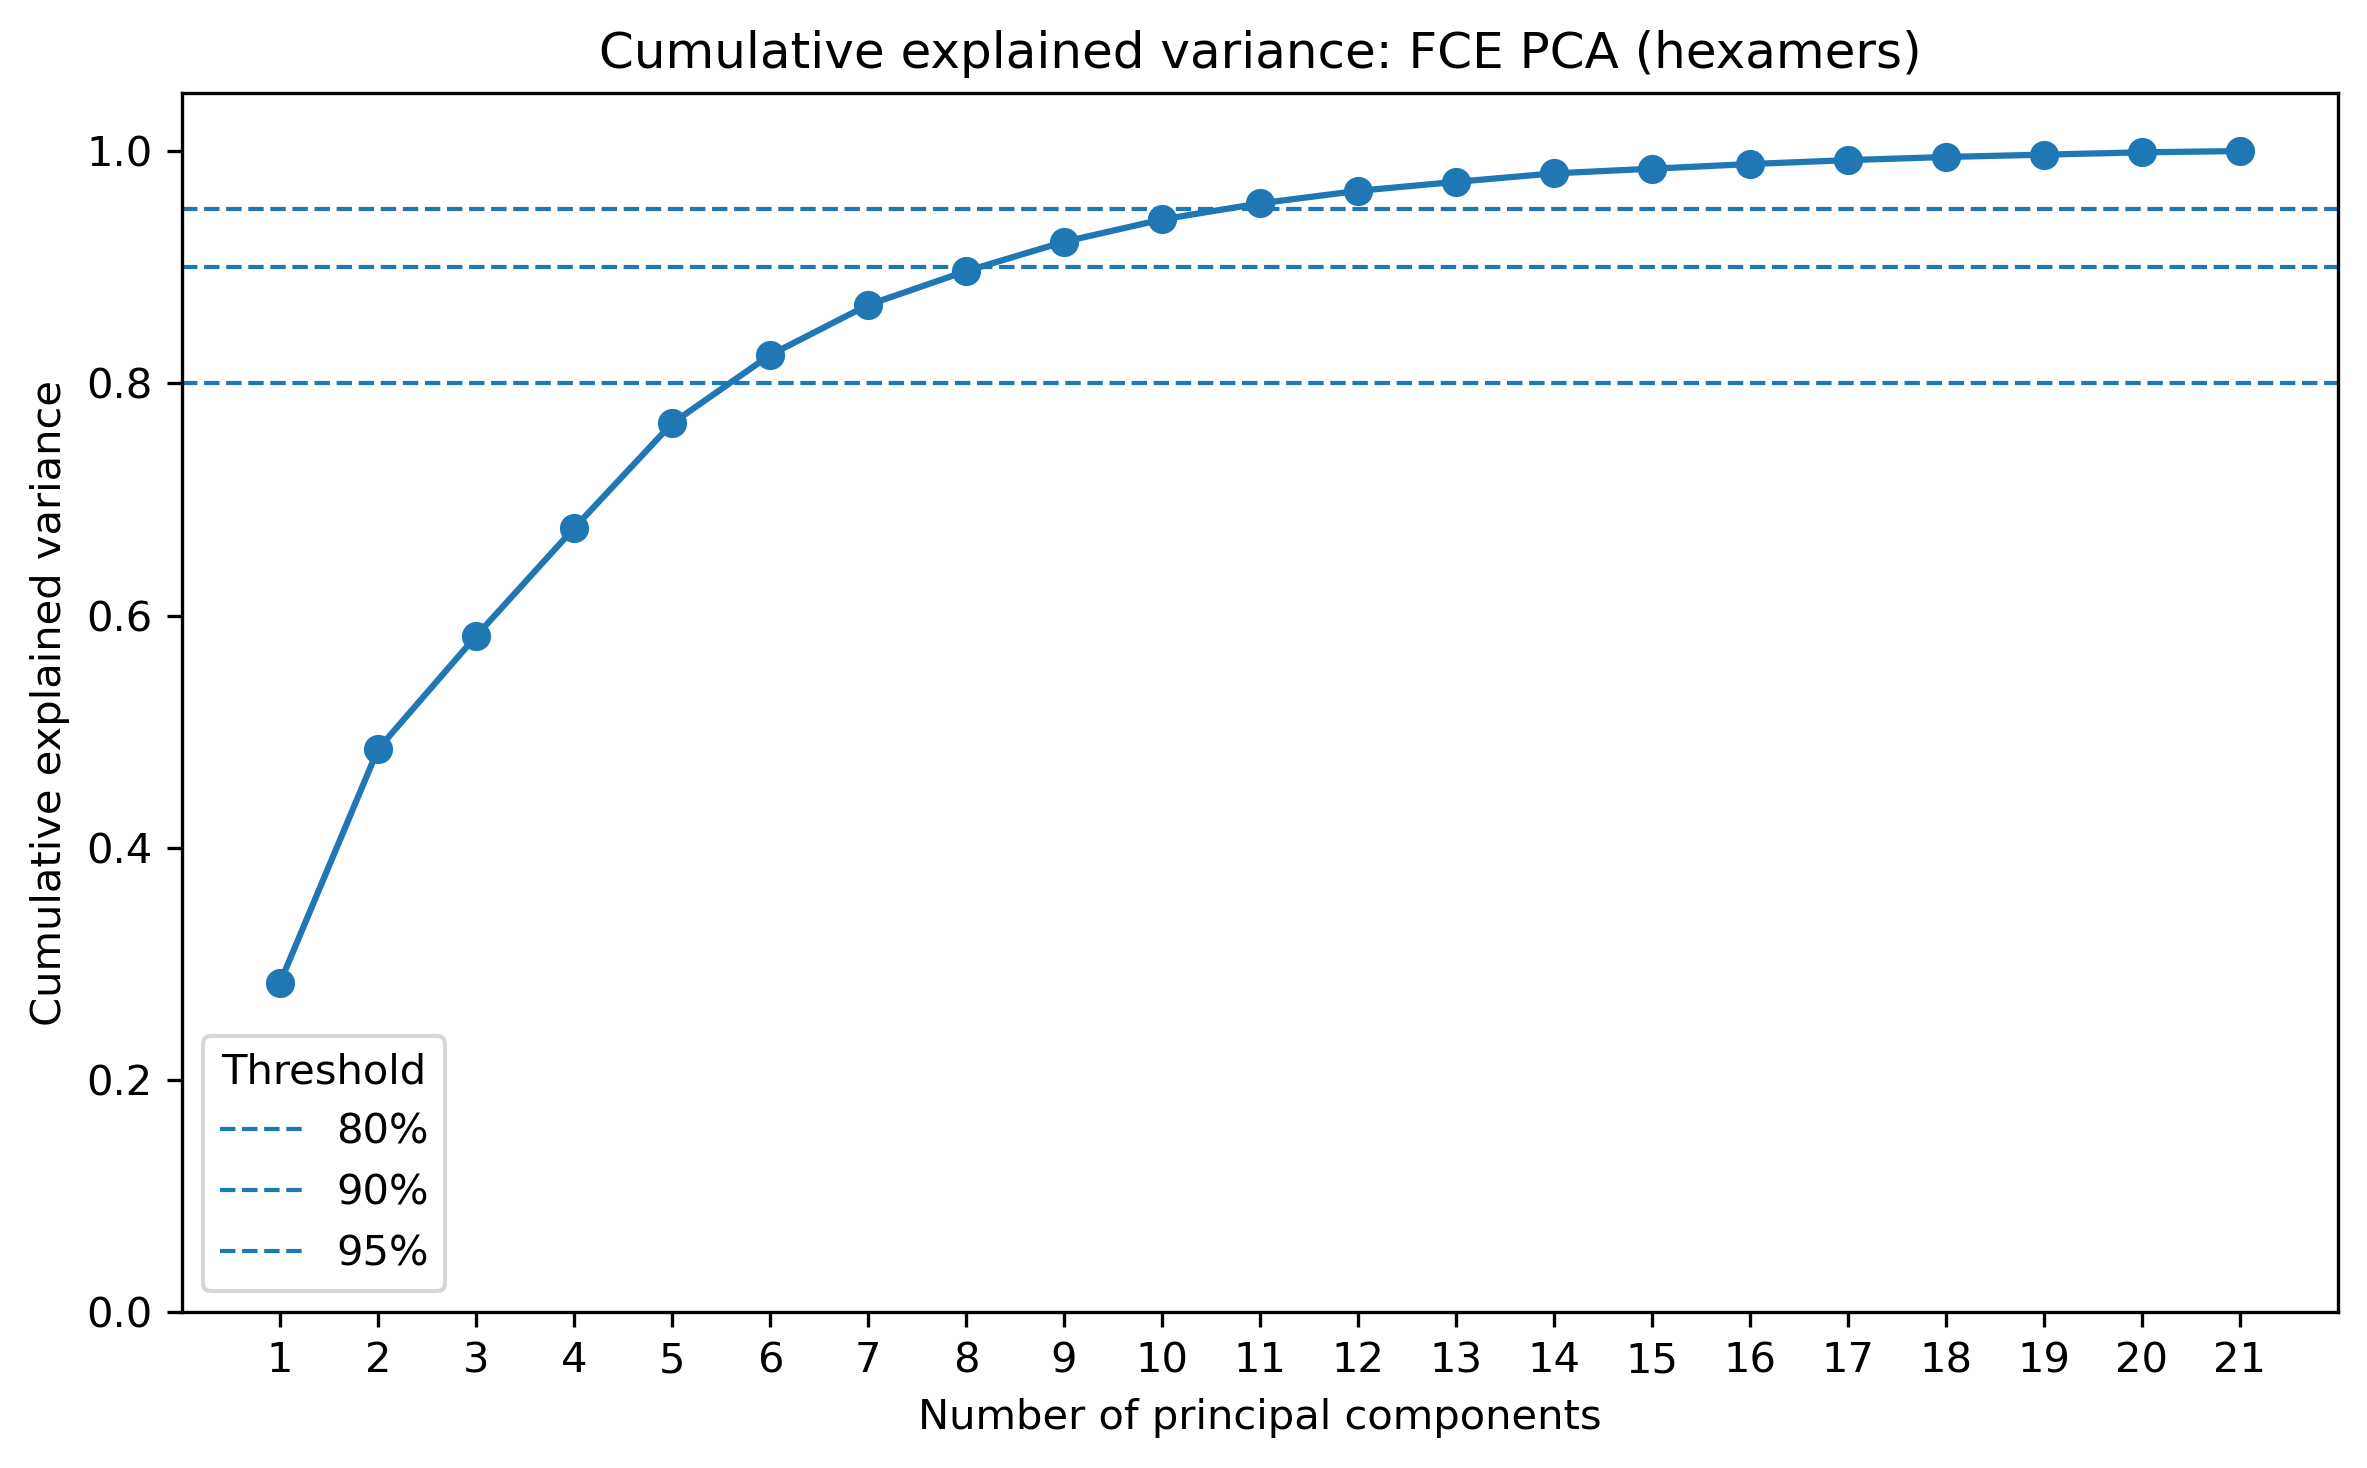 Cumulative explained variance: FCE PCA (hexamers)
Cumulative explained variance
1.0
0.8
0.6
0.4
0.2
0.0
Threshold
80%
90%
95%
1 2 3 4 5 6 7 8 9 10 11 12 13 14 15 16 17 18 19 20 21
Number of principal components